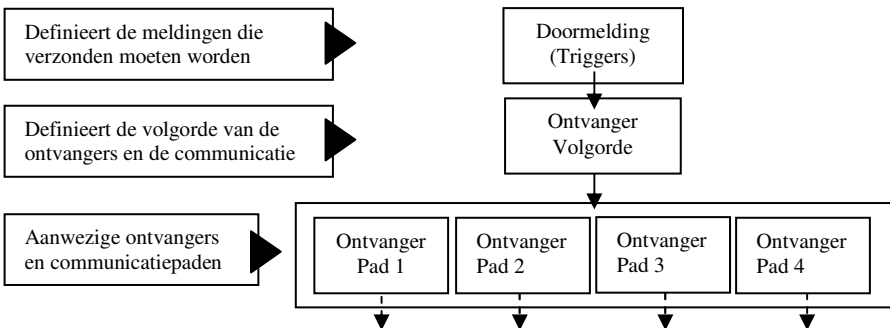 Definieert de meldingen die
verzonden moeten worden
Doormelding
(Triggers)
Definieert de volgorde van de
ontvangers en de communicatie
Ontvanger
Volgorde
Aanwezige ontvangers
en communicatiepaden
Ontvanger
Pad 1
Ontvanger
Pad 2
Ontvanger
Pad 3
Ontvanger
Pad 4